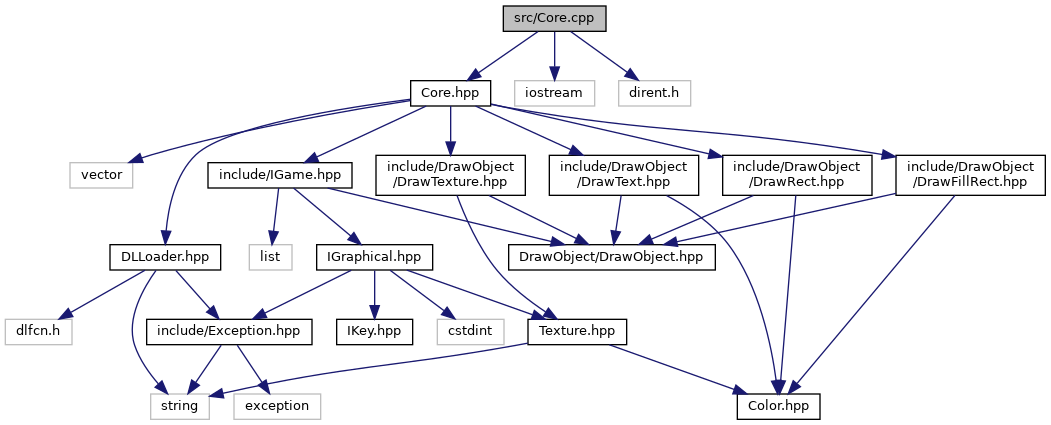 src/Core.cpp
Core.hpp
iostream
dirent.h
vector
include/IGame.hpp
include/DrawObject
/DrawTexture.hpp
include/DrawObject
/DrawText.hpp
include/DrawObject
/DrawRect.hpp
include/DrawObject
/DrawFillRect.hpp
DLLoader.hpp
list
IGraphical.hpp
DrawObject/DrawObject.hpp
dlfcn.h
include/Exception.hpp
IKey.hpp
cstdint
Texture.hpp
string
exception
Color.hpp